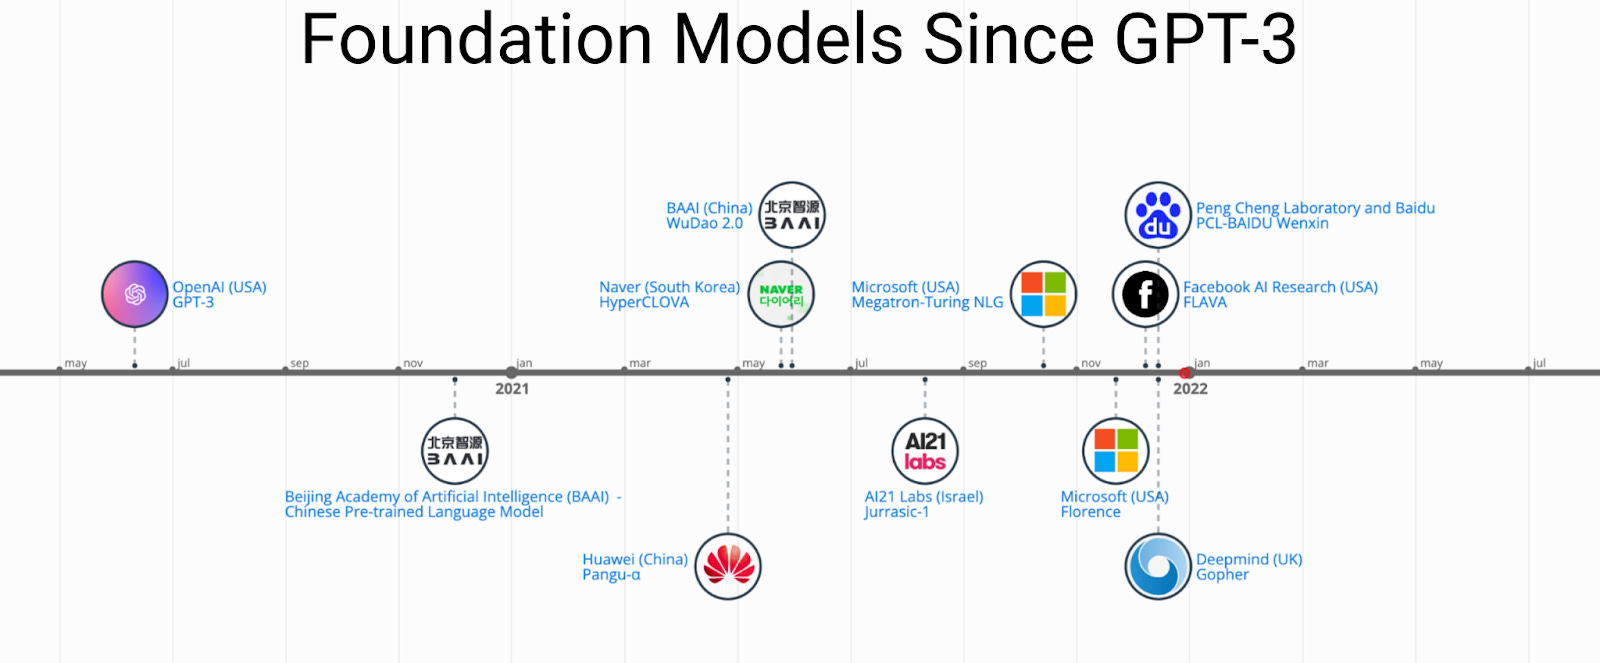 Foundation Models Since GPT-3
北京智源
BAAI
BAAI (China)
WuDao 2.0
du
Peng Cheng Laboratory and Baidu
PCL-BAIDU Wenxin
OpenAI (USA)
GPT-3
Naver (South Korea)
HyperCLOVA
NAVER
다이어리
Microsoft (USA)
Megatron-Turing NLG
f
Facebook AI Research (USA)
FLAVA
may
jul
sep
nov
jan
mar
may
jul
sep
nov
jan
mar
may
jul
2021
2022
北京智源
BAAI
Beijing Academy of Artificial Intelligence (BAAI) -
Chinese Pre-trained Language Model
AI21
labs
AI21 Labs (Israel)
Jurrasic-1
Microsoft (USA)
Florence
Huawei (China)
Pangu-α
Deepmind (UK)
Gopher